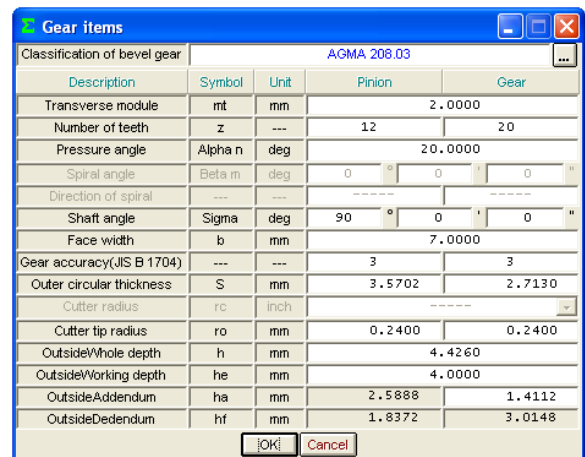 Σ Gear items
Classification of bevel gear AGMA 208.03 ...
Description Symbol Unit Pinion Gear
Transverse module mt mm 2.0000
Number of teeth z --- 12 20
Pressure angle Alpha n deg 20.0000
Spiral angle Beta m deg 0 ° 0 ' 0 "
Direction of spiral --- --- ----- -----
Shaft angle Sigma deg 90 ° 0 ' 0 "
Face width b mm 7.0000
Gear accuracy(JIS B 1704) --- --- 3 3
Outer circular thickness S mm 3.5702 2.7130
Cutter radius rc inch -----
Cutter tip radius ro mm 0.2400 0.2400
OutsideWhole depth h mm 4.4260
OutsideWorking depth he mm 4.0000
OutsideAddendum ha mm 2.5888 1.4112
OutsideDedendum hf mm 1.8372 3.0148
OK Cancel